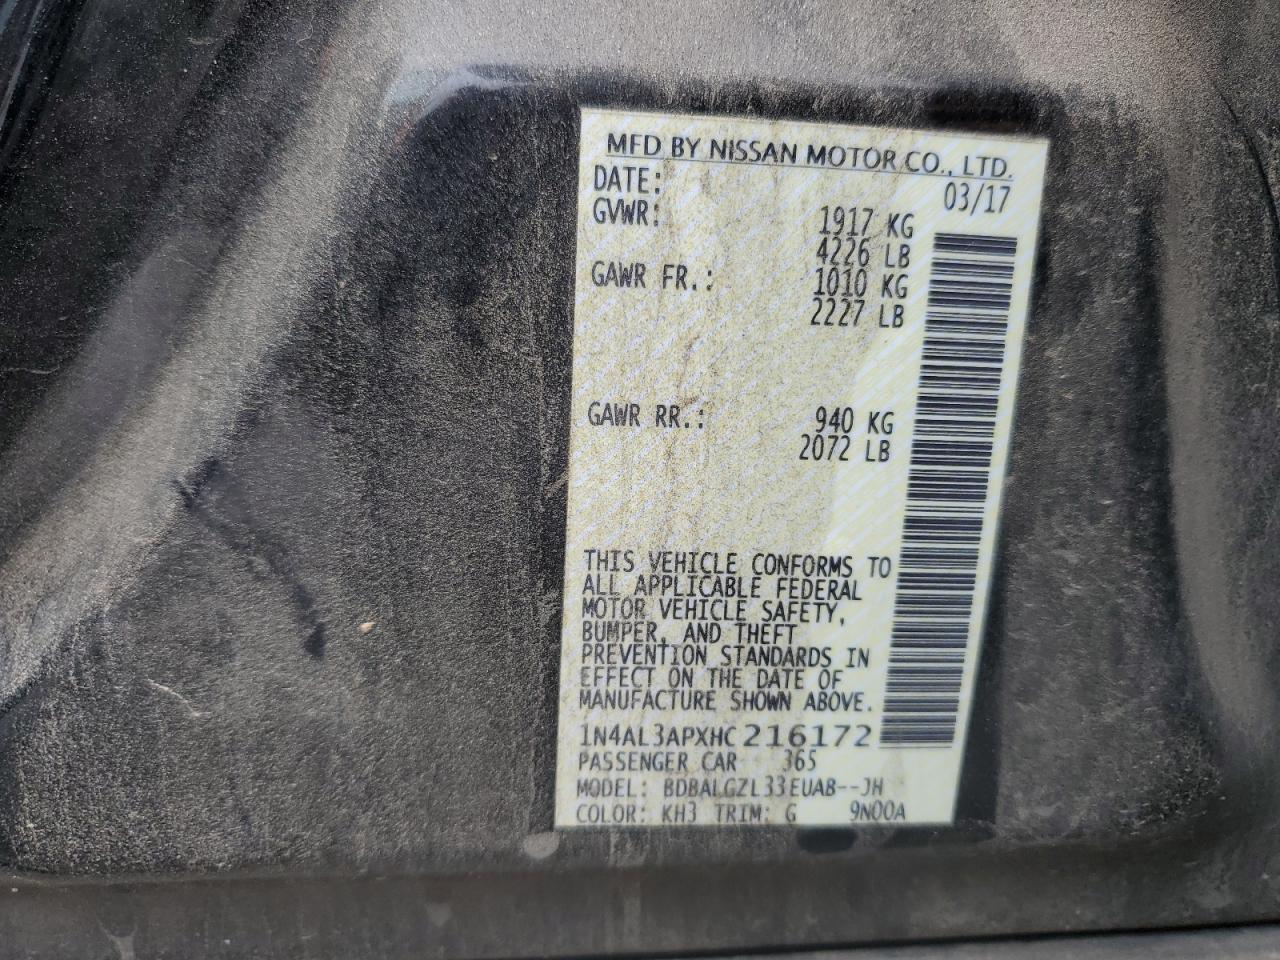 MFD BY NISSAN MOTOR CO., LTD.
DATE: 03/17
GVWR: 1917 KG
4226 LB
GAWR FR.: 1010 KG
2227 LB
GAWR RR.: 940 KG
2072 LB
THIS VEHICLE CONFORMS TO
ALL APPLICABLE FEDERAL
MOTOR VEHICLE SAFETY,
BUMPER, AND THEFT
PREVENTION STANDARDS IN
EFFECT ON THE DATE OF
MANUFACTURE SHOWN ABOVE.
1N4AL3APXHC216172
PASSENGER CAR 365
MODEL: BDBALGZL33EUAB--JH
COLOR: KH3 TRIM: G 9N00A